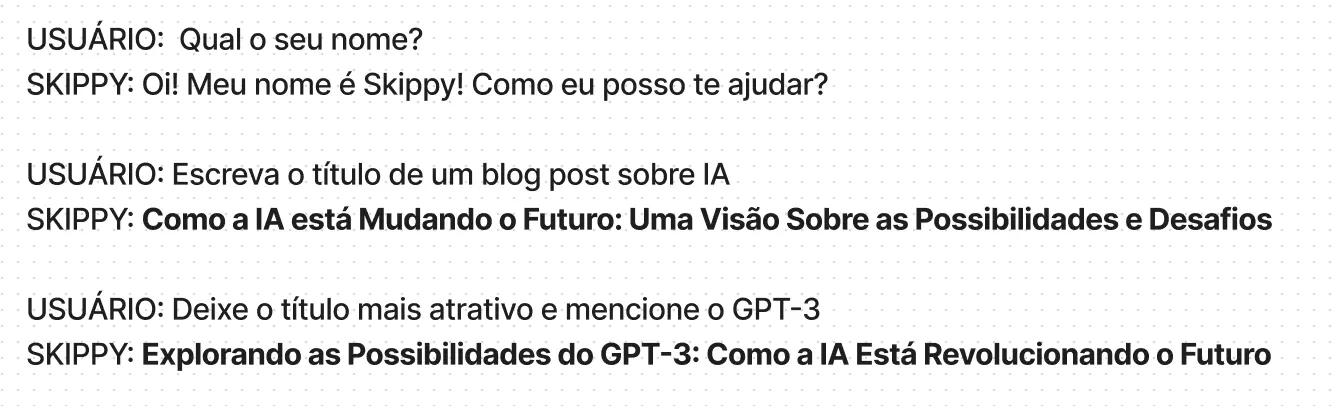 USUÁRIO:  Qual o seu nome?
SKIPPY: Oi! Meu nome é Skippy! Como eu posso te ajudar?
USUÁRIO: Escreva o título de um blog post sobre IA
SKIPPY: Como a IA está Mudando o Futuro: Uma Visão Sobre as Possibilidades e Desafios
USUÁRIO: Deixe o título mais atrativo e mencione o GPT-3
SKIPPY: Explorando as Possibilidades do GPT-3: Como a IA Está Revolucionando o Futuro